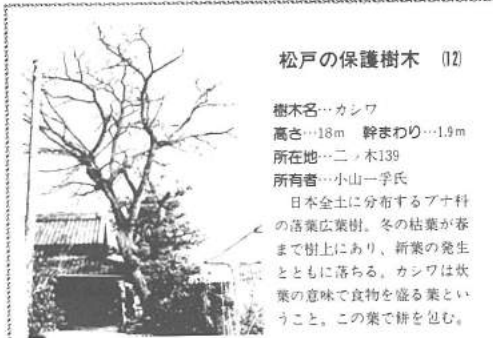 松戸の保護樹木 (12)
樹木名…カシワ
高さ…18m 幹まわり…1.9m
所在地…二ッ木139
所有者…小山一孚氏
日本全土に分布するブナ科
の落葉広葉樹。冬の枯葉が春
まで樹上にあり、新葉の発生
とともに落ちる。カシワは炊
葉の意味で食物を盛る葉とい
うこと。この葉で餅を包む。